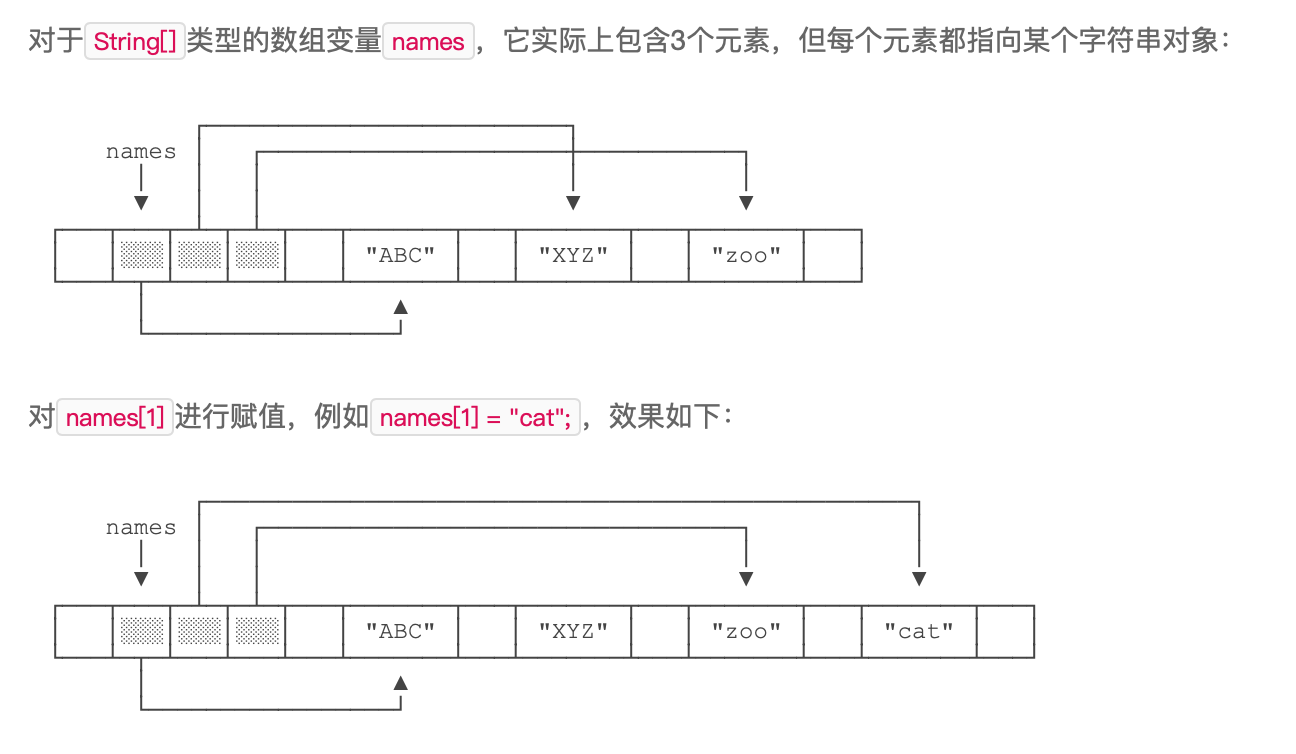 对于String[]类型的数组变量names，它实际上包含3个元素，但每个元素都指向某个字符串对象：
names
"ABC" "XYZ" "zoo"
对names[1]进行赋值，例如names[1] = "cat";，效果如下：
names
"ABC" "XYZ" "zoo" "cat"